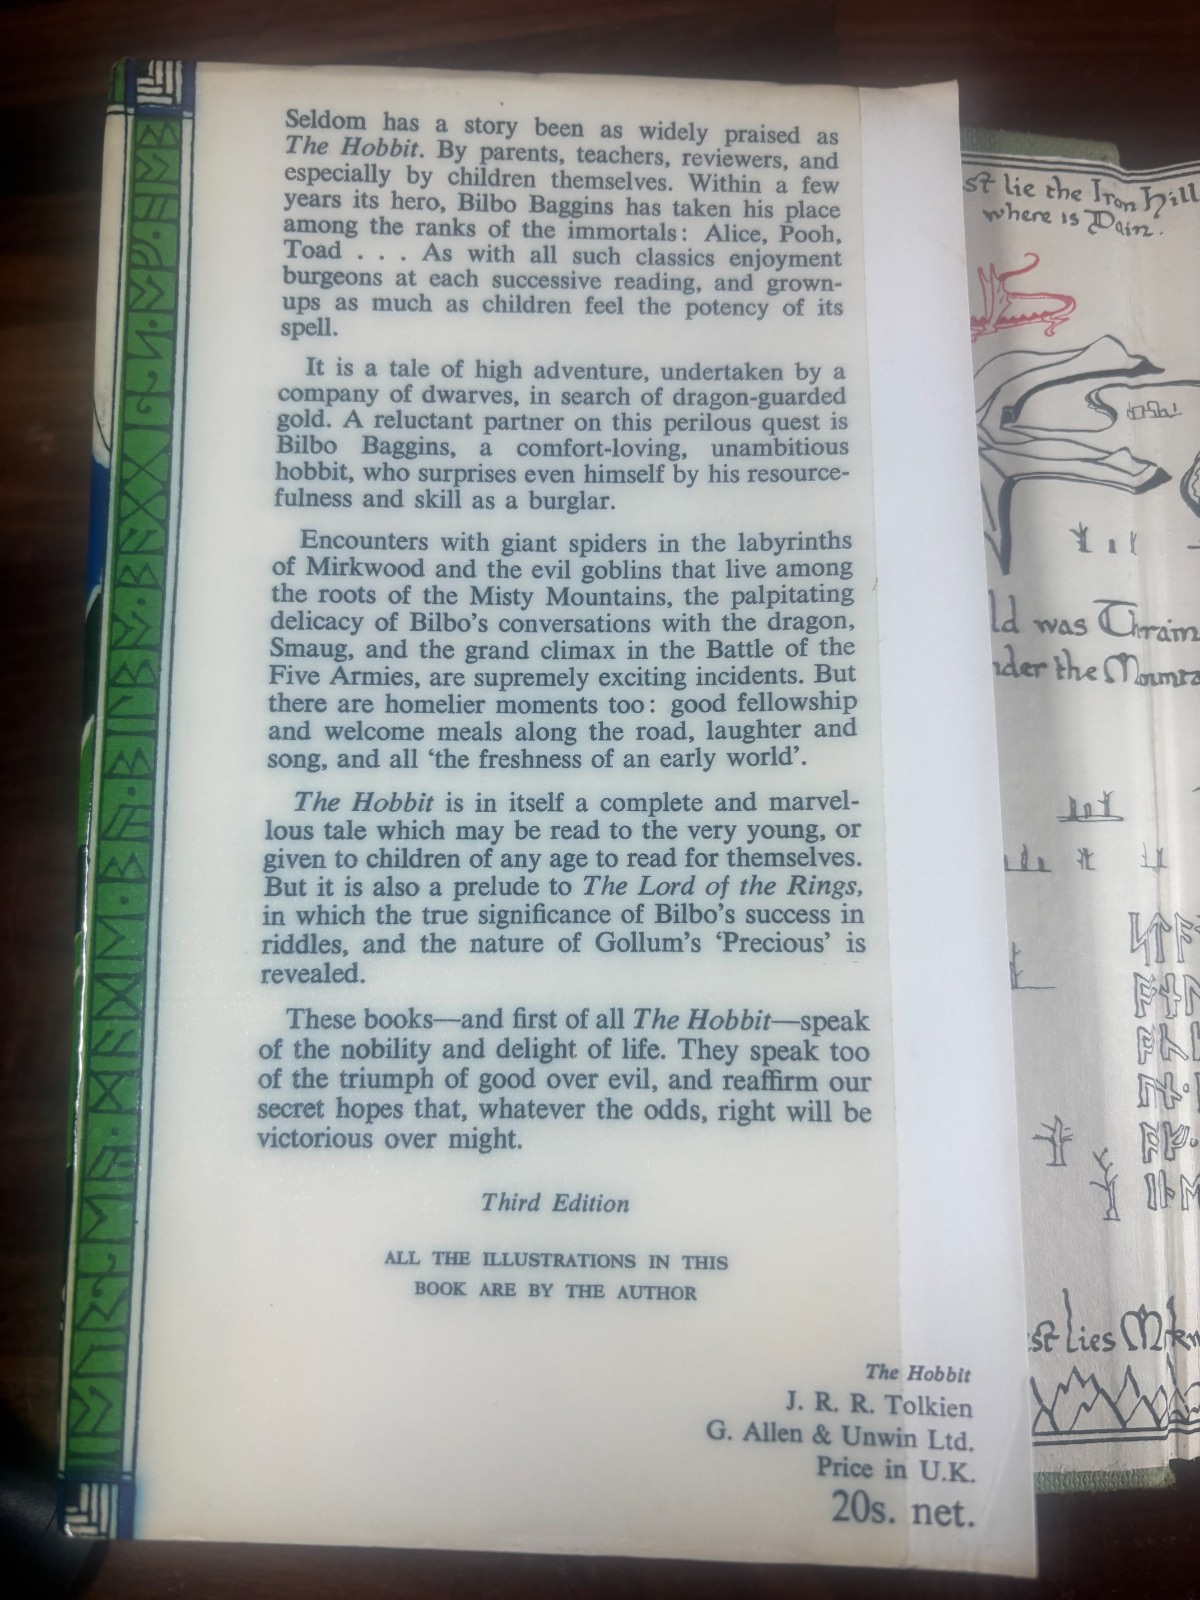 Seldom has a story been as widely praised as
The Hobbit. By parents, teachers, reviewers, and
especially by children themselves. Within a few
years its hero, Bilbo Baggins has taken his place
among the ranks of the immortals: Alice, Pooh,
Toad . . . As with all such classics enjoyment
burgeons at each successive reading, and grown-
ups as much as children feel the potency of its
spell.
It is a tale of high adventure, undertaken by a
company of dwarves, in search of dragon-guarded
gold. A reluctant partner on this perilous quest is
Bilbo Baggins, a comfort-loving, unambitious
hobbit, who surprises even himself by his resource-
fulness and skill as a burglar.
Encounters with giant spiders in the labyrinths
of Mirkwood and the evil goblins that live among
the roots of the Misty Mountains, the palpitating
delicacy of Bilbo's conversations with the dragon,
Smaug, and the grand climax in the Battle of the
Five Armies, are supremely exciting incidents. But
there are homelier moments too: good fellowship
and welcome meals along the road, laughter and
song, and all ‘the freshness of an early world’.
The Hobbit is in itself a complete and marvel-
lous tale which may be read to the very young, or
given to children of any age to read for themselves.
But it is also a prelude to The Lord of the Rings,
in which the true significance of Bilbo's success in
riddles, and the nature of Gollum's ‘Precious’ is
revealed.
These books—and first of all The Hobbit—speak
of the nobility and delight of life. They speak too
of the triumph of good over evil, and reaffirm our
secret hopes that, whatever the odds, right will be
victorious over might.
Third Edition
ALL THE ILLUSTRATIONS IN THIS
BOOK ARE BY THE AUTHOR
The Hobbit
J. R. R. Tolkien
G. Allen & Unwin Ltd.
Price in U.K.
20s. net.
lie the Iron Hill
where is Dain.
was Thrain
the
lies